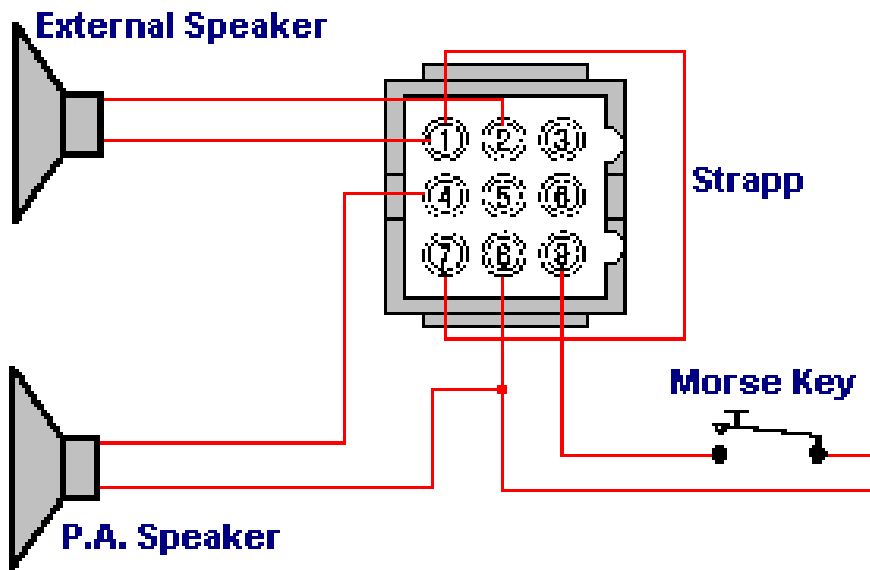 External Speaker
1 2 3
Strapp
4 5 6
7 8 9
Morse Key
P.A. Speaker